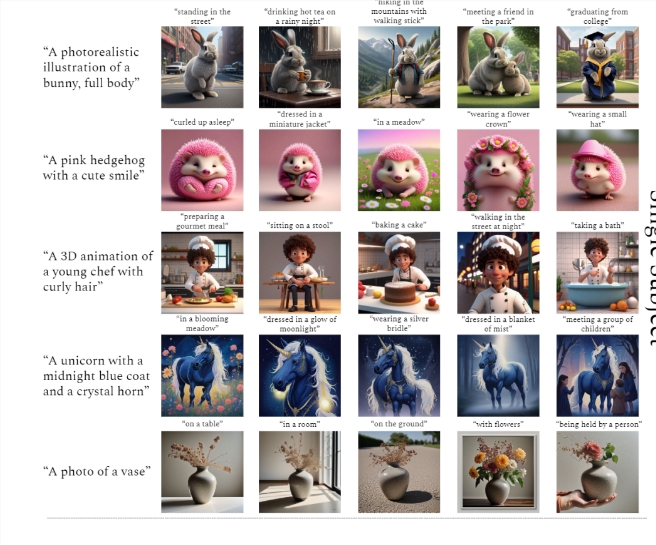 “standing in the
street”
“drinking hot tea on
a rainy night”
“hiking in the
mountains with
walking stick”
“meeting a friend in
the park”
“graduating from
college”
“A photorealistic
illustration of a
bunny, full body”
“curled up asleep”
“dressed in a
miniature jacket”
“in a meadow”
“wearing a flower
crown”
“wearing a small
hat”
“A pink hedgehog
with a cute smile”
“preparing a
gourmet meal”
“sitting on a stool”
“baking a cake”
“walking in the
street at night”
“taking a bath”
“A 3D animation of
a young chef with
curly hair”
“in a blooming
meadow”
“dressed in a glow of
moonlight”
“wearing a silver
bridle”
“dressed in a blanket
of mist”
“meeting a group of
children”
“A unicorn with a
midnight blue coat
and a crystal horn”
“on a table”
“in a room”
“on the ground”
“with flowers”
“being held by a person”
“A photo of a vase”
Single Subject